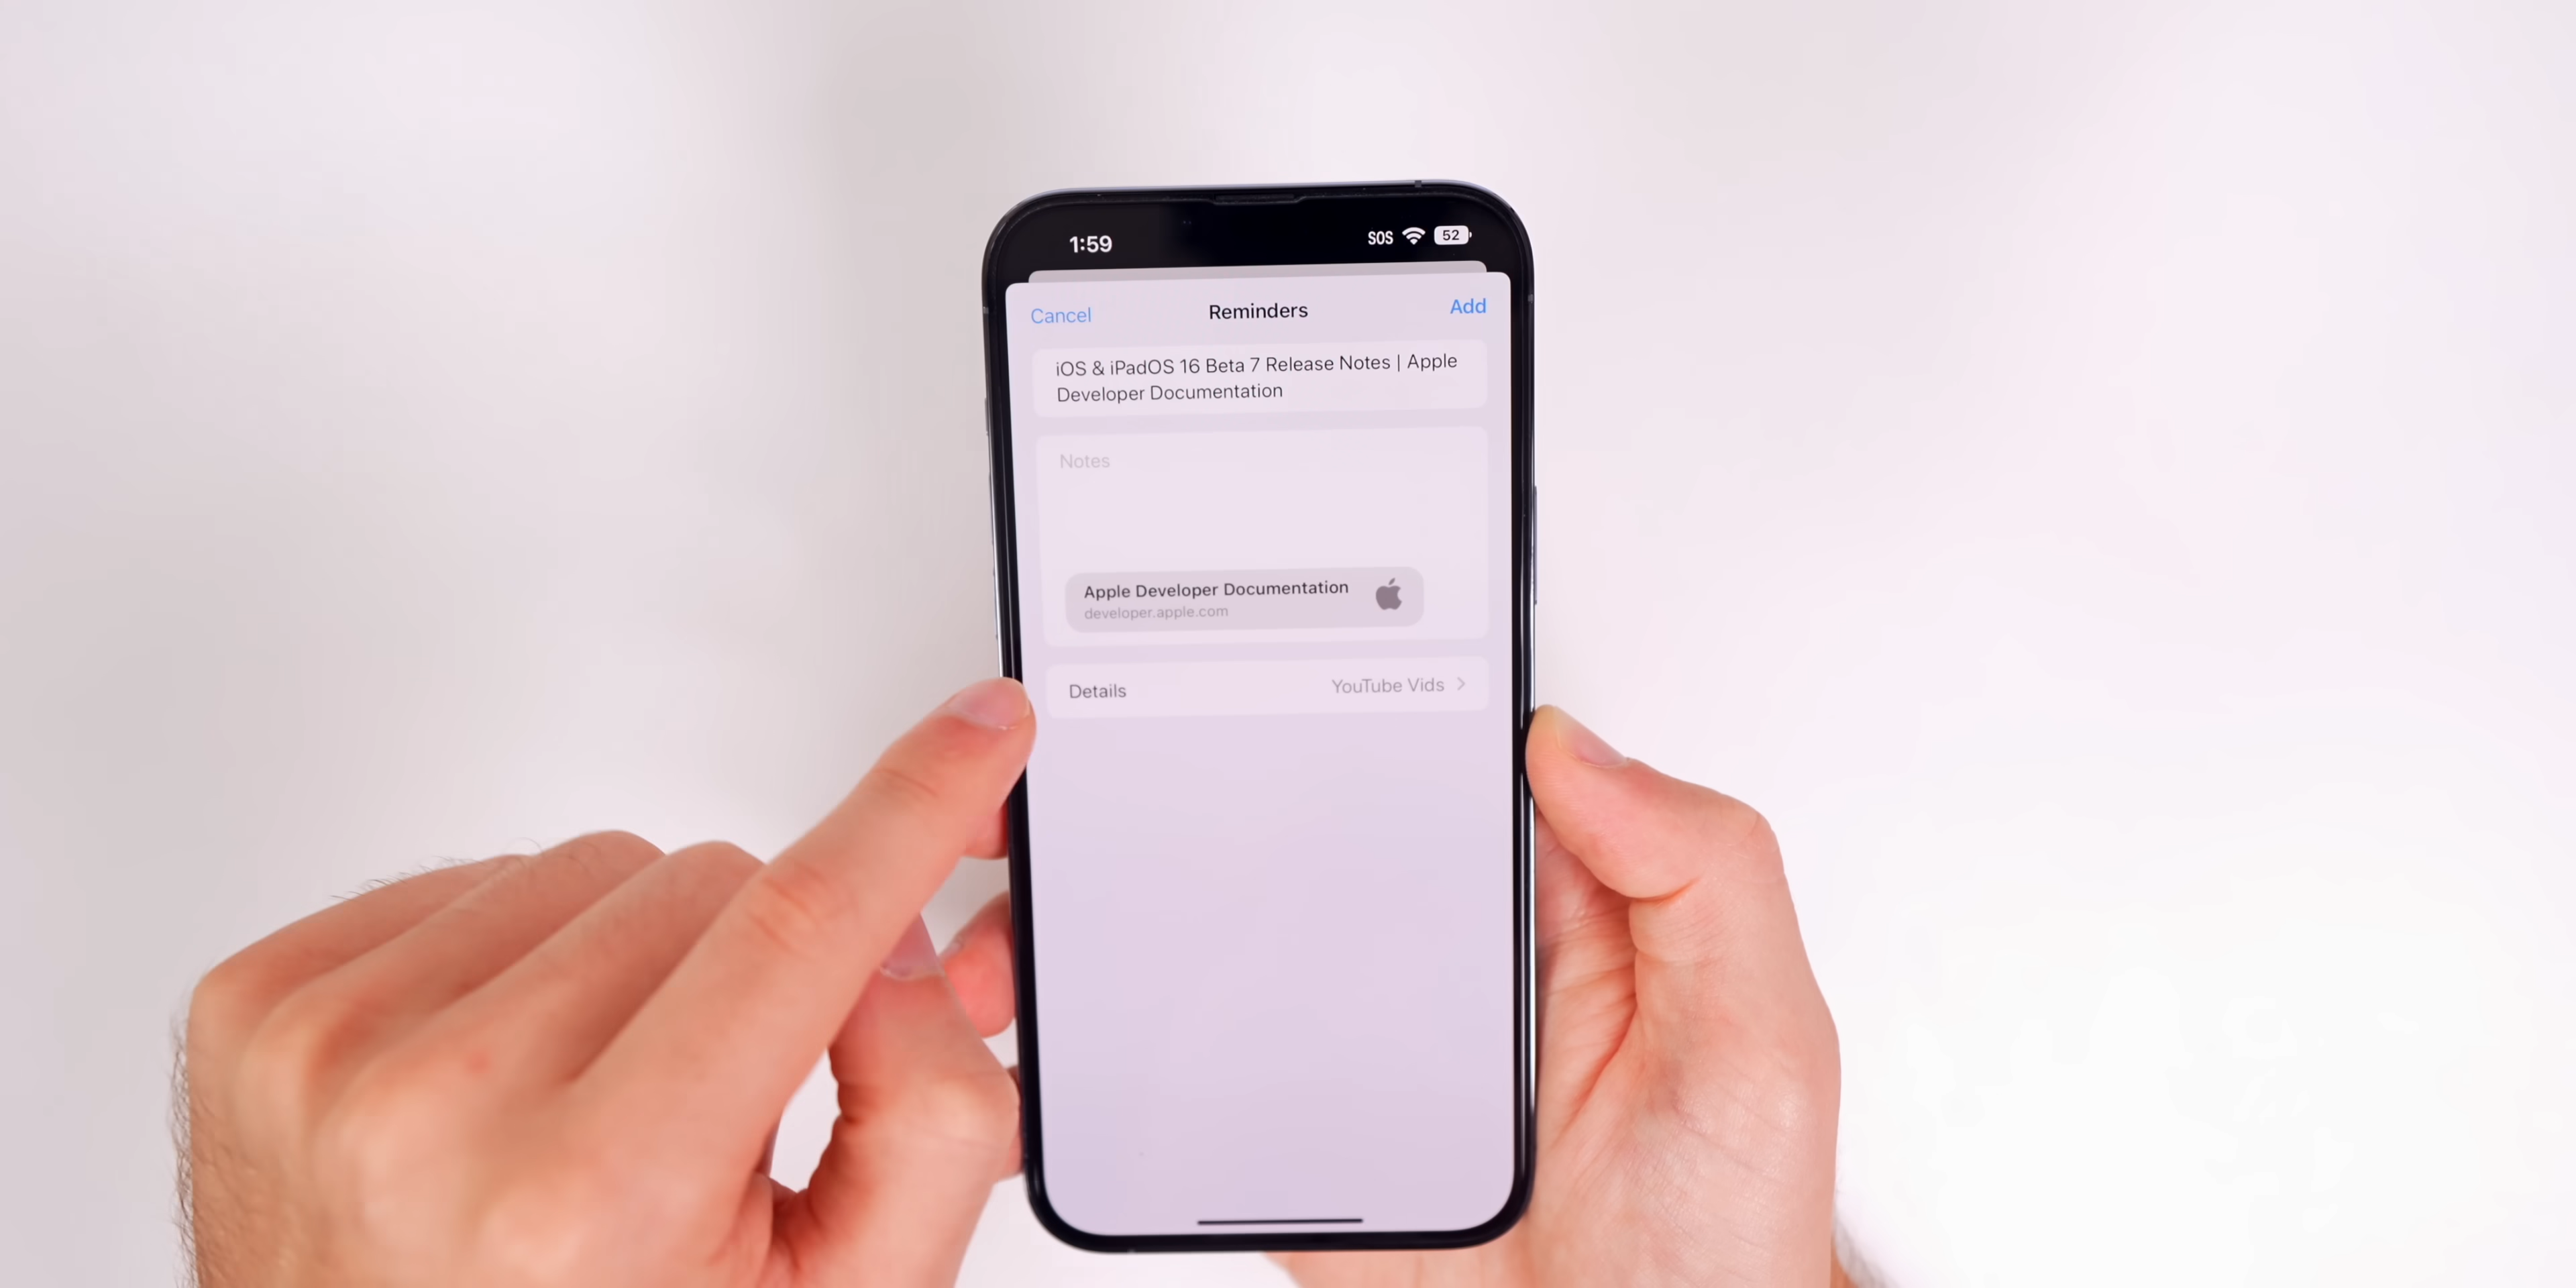 1:59
SOS 52
Cancel Reminders Add
iOS & iPadOS 16 Beta 7 Release Notes | Apple
Developer Documentation
Notes
Apple Developer Documentation
developer.apple.com
Details YouTube Vids